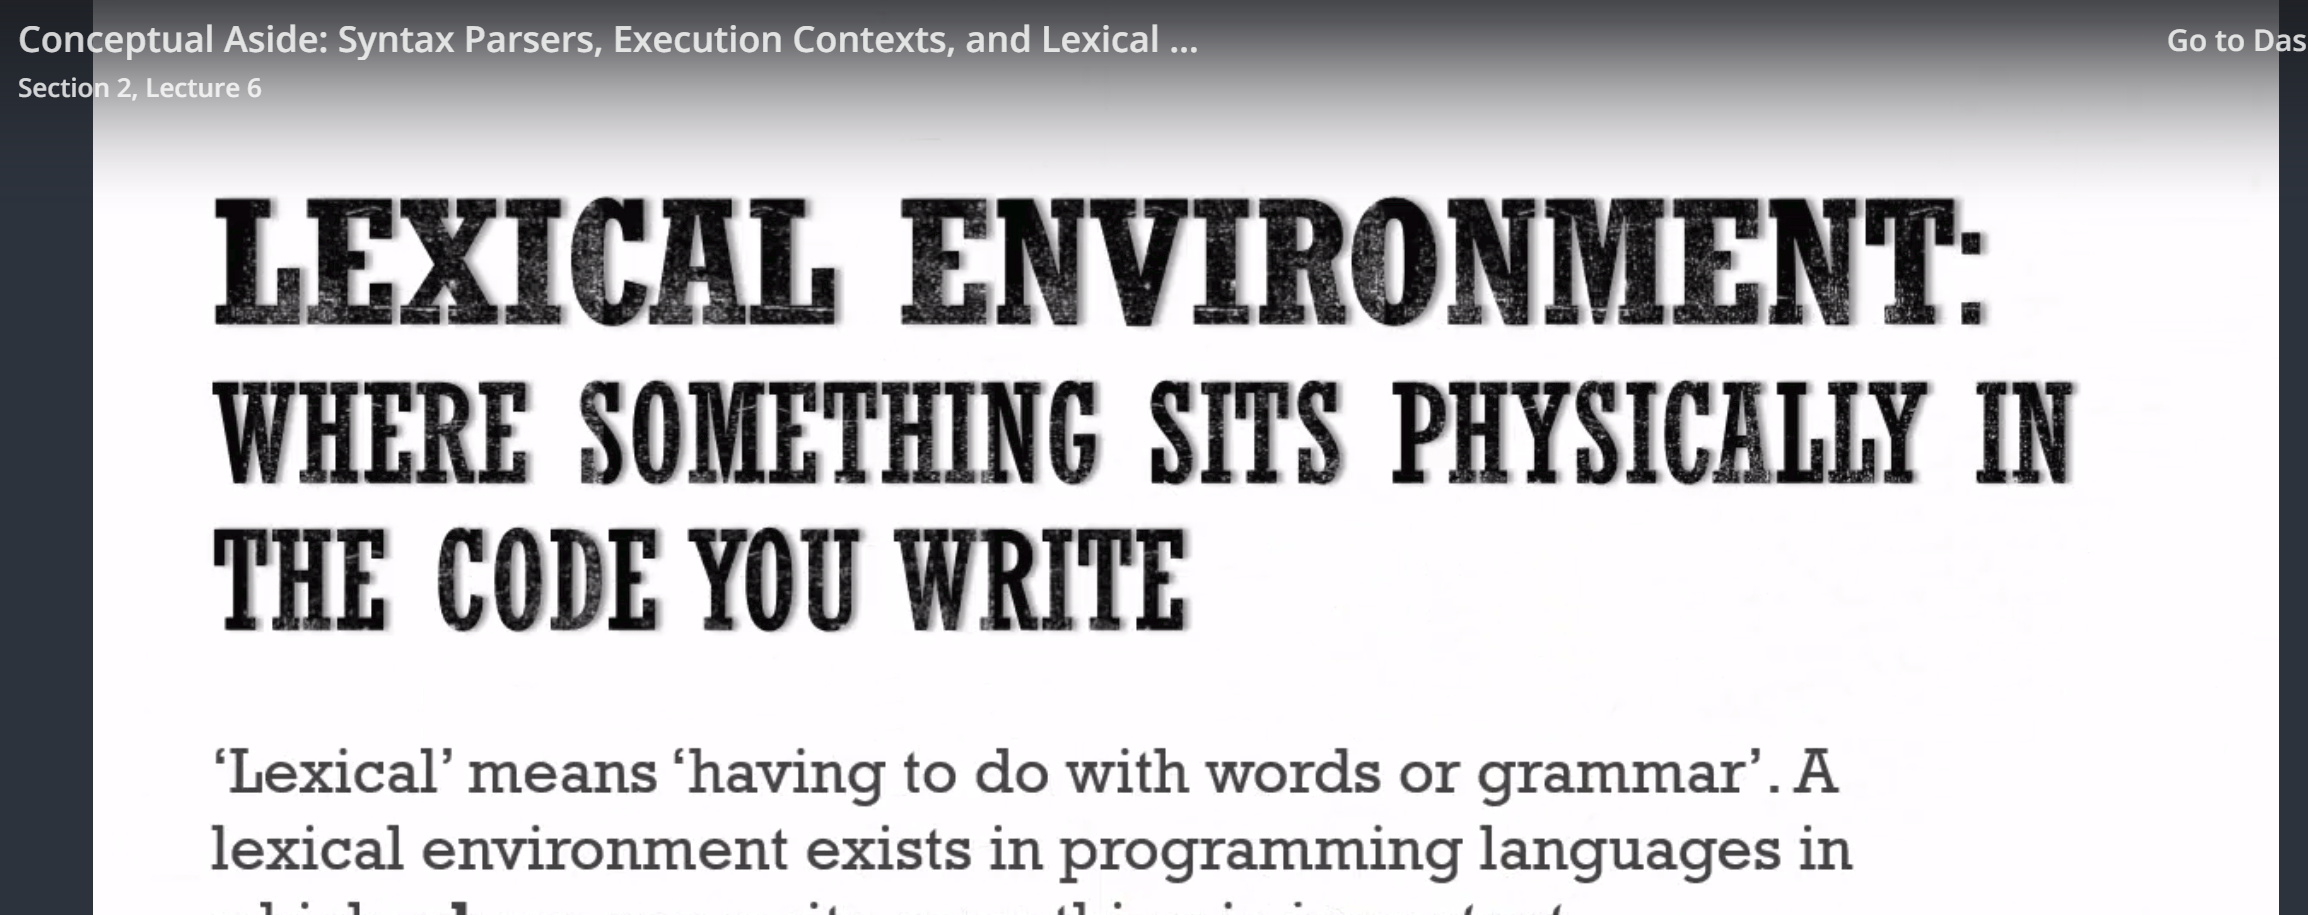 Conceptual Aside: Syntax Parsers, Execution Contexts, and Lexical ...
Go to Das
Section 2, Lecture 6
LEXICAL ENVIRONMENT:
WHERE SOMETHING SITS PHYSICALLY IN
THE CODE YOU WRITE
‘Lexical’ means ‘having to do with words or grammar’. A
lexical environment exists in programming languages in